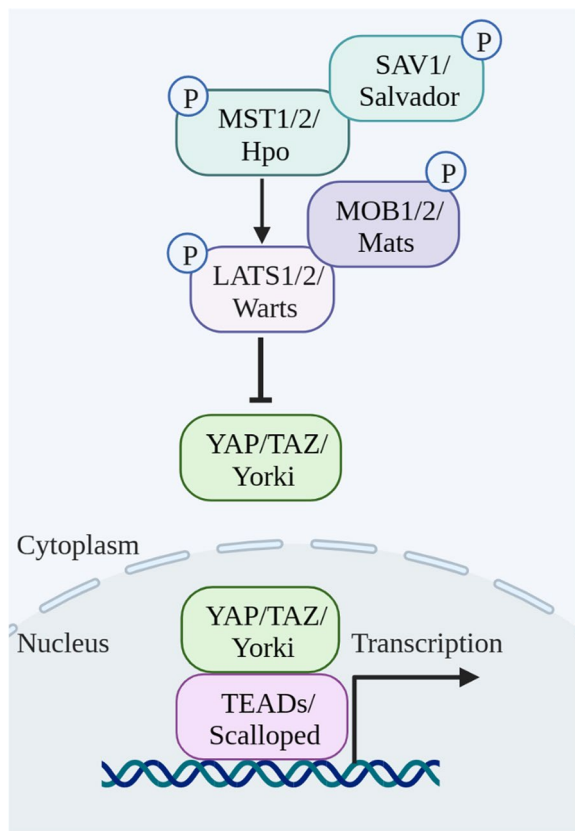 P
SAV1/
Salvador
P
MST1/2/
Hpo
P
MOB1/2/
Mats
P
LATS1/2/
Warts
YAP/TAZ/
Yorki
Cytoplasm
YAP/TAZ/
Yorki
Nucleus
Transcription
TEADs/
Scalloped